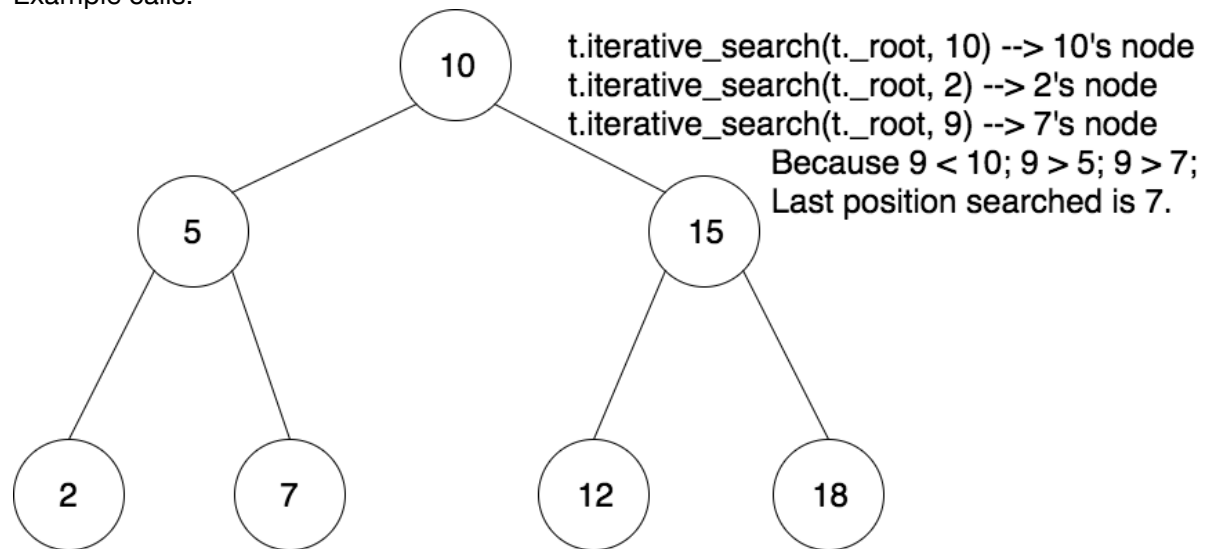 Example calls:
10
t.iterative_search(t._root, 10) --> 10's node
t.iterative_search(t._root, 2) --> 2's node
t.iterative_search(t._root, 9) --> 7's node
Because 9 < 10; 9 > 5; 9 > 7;
Last position searched is 7.
5
15
2
7
12
18